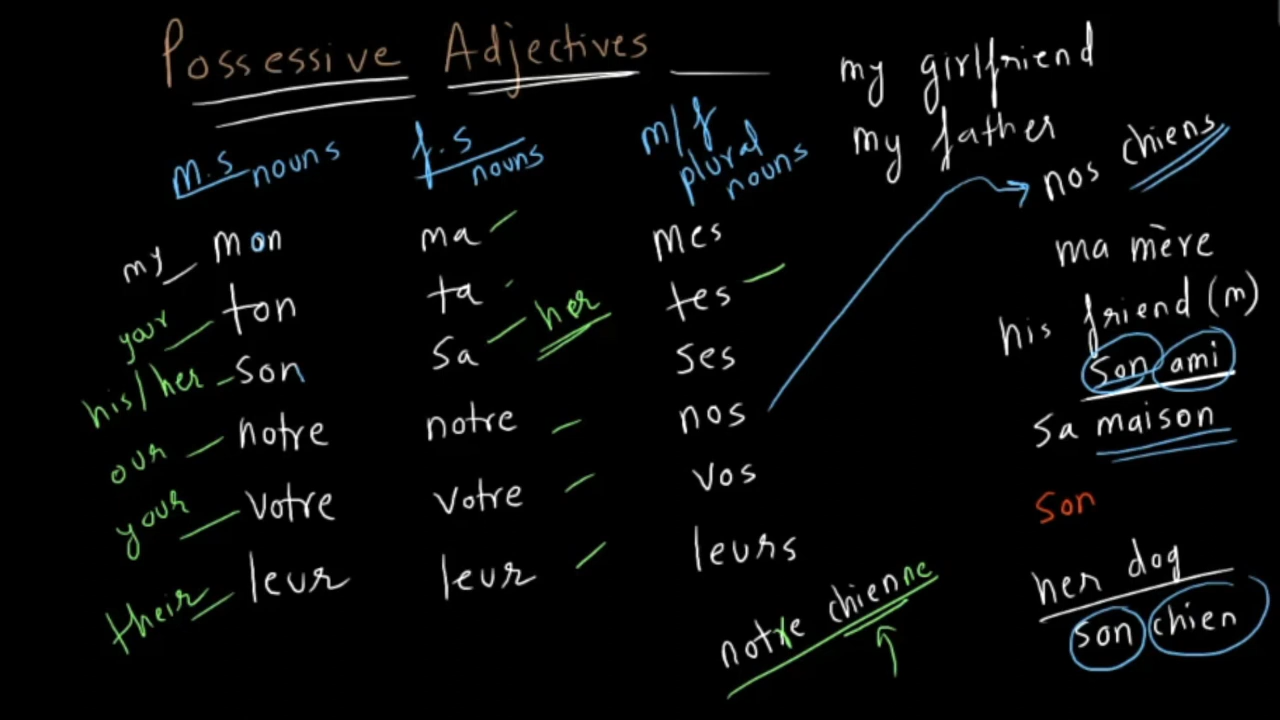 Possessive Adjectives
m.s nouns f.s nouns m/f plural nouns
my mon ma mes
your ton ta tes
his/her son sa her ses
our notre notre nos
your votre votre vos
their leur leur leurs
notre chienne
my girlfriend
my father
nos chiens
ma mère
his friend (m)
son ami
sa maison
son
her dog
son chien